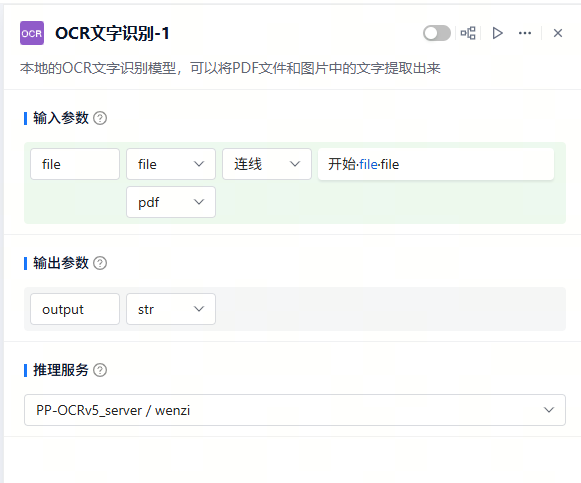 OCR OCR文字识别-1
本地的OCR文字识别模型，可以将PDF文件和图片中的文字提取出来
输入参数 ?
file file 连线 开始·file·file
pdf
输出参数 ?
output str
推理服务 ?
PP-OCRv5_server / wenzi